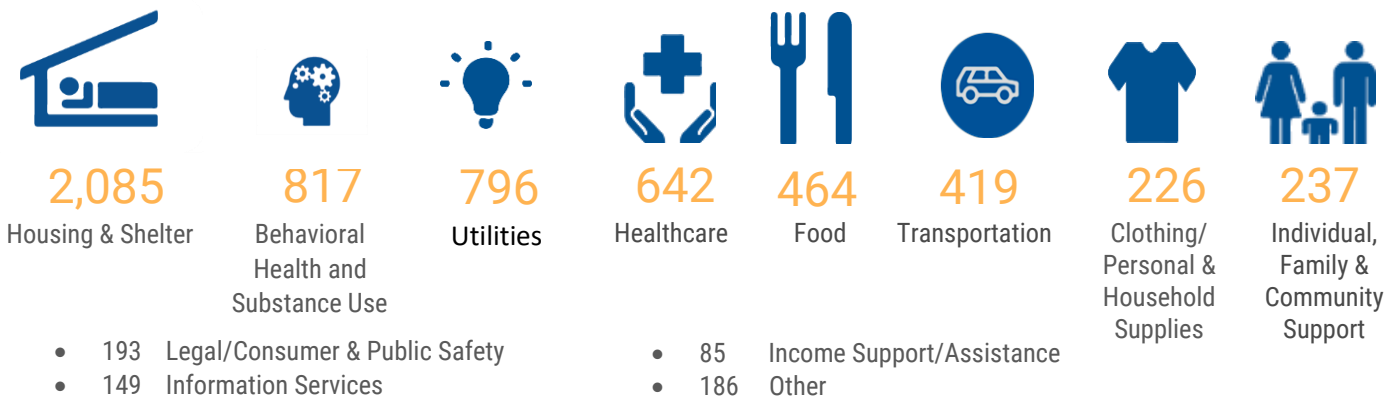 2,085
Housing & Shelter
817
Behavioral
Health and
Substance Use
796
Utilities
642
Healthcare
464
Food
419
Transportation
226
Clothing/
Personal &
Household
Supplies
237
Individual,
Family &
Community
Support
• 193 Legal/Consumer & Public Safety
• 149 Information Services
• 85 Income Support/Assistance
• 186 Other